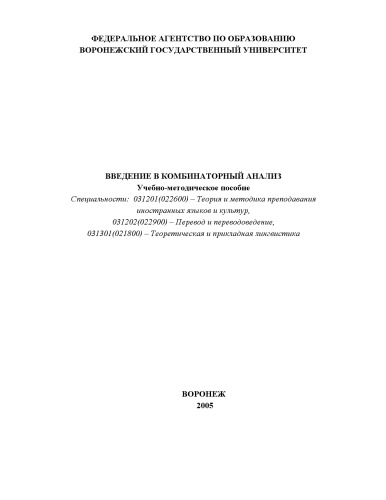 ФЕДЕРАЛЬНОЕ АГЕНТСТВО ПО ОБРАЗОВАНИЮ
ВОРОНЕЖСКИЙ ГОСУДАРСТВЕННЫЙ УНИВЕРСИТЕТ
ВВЕДЕНИЕ В КОМБИНАТОРНЫЙ АНАЛИЗ
Учебно-методическое пособие
Специальности: 031201(022600) – Теория и методика преподавания
иностранных языков и культур,
031202(022900) – Перевод и переводоведение,
031301(021800) – Теоретическая и прикладная лингвистика
ВОРОНЕЖ
2005